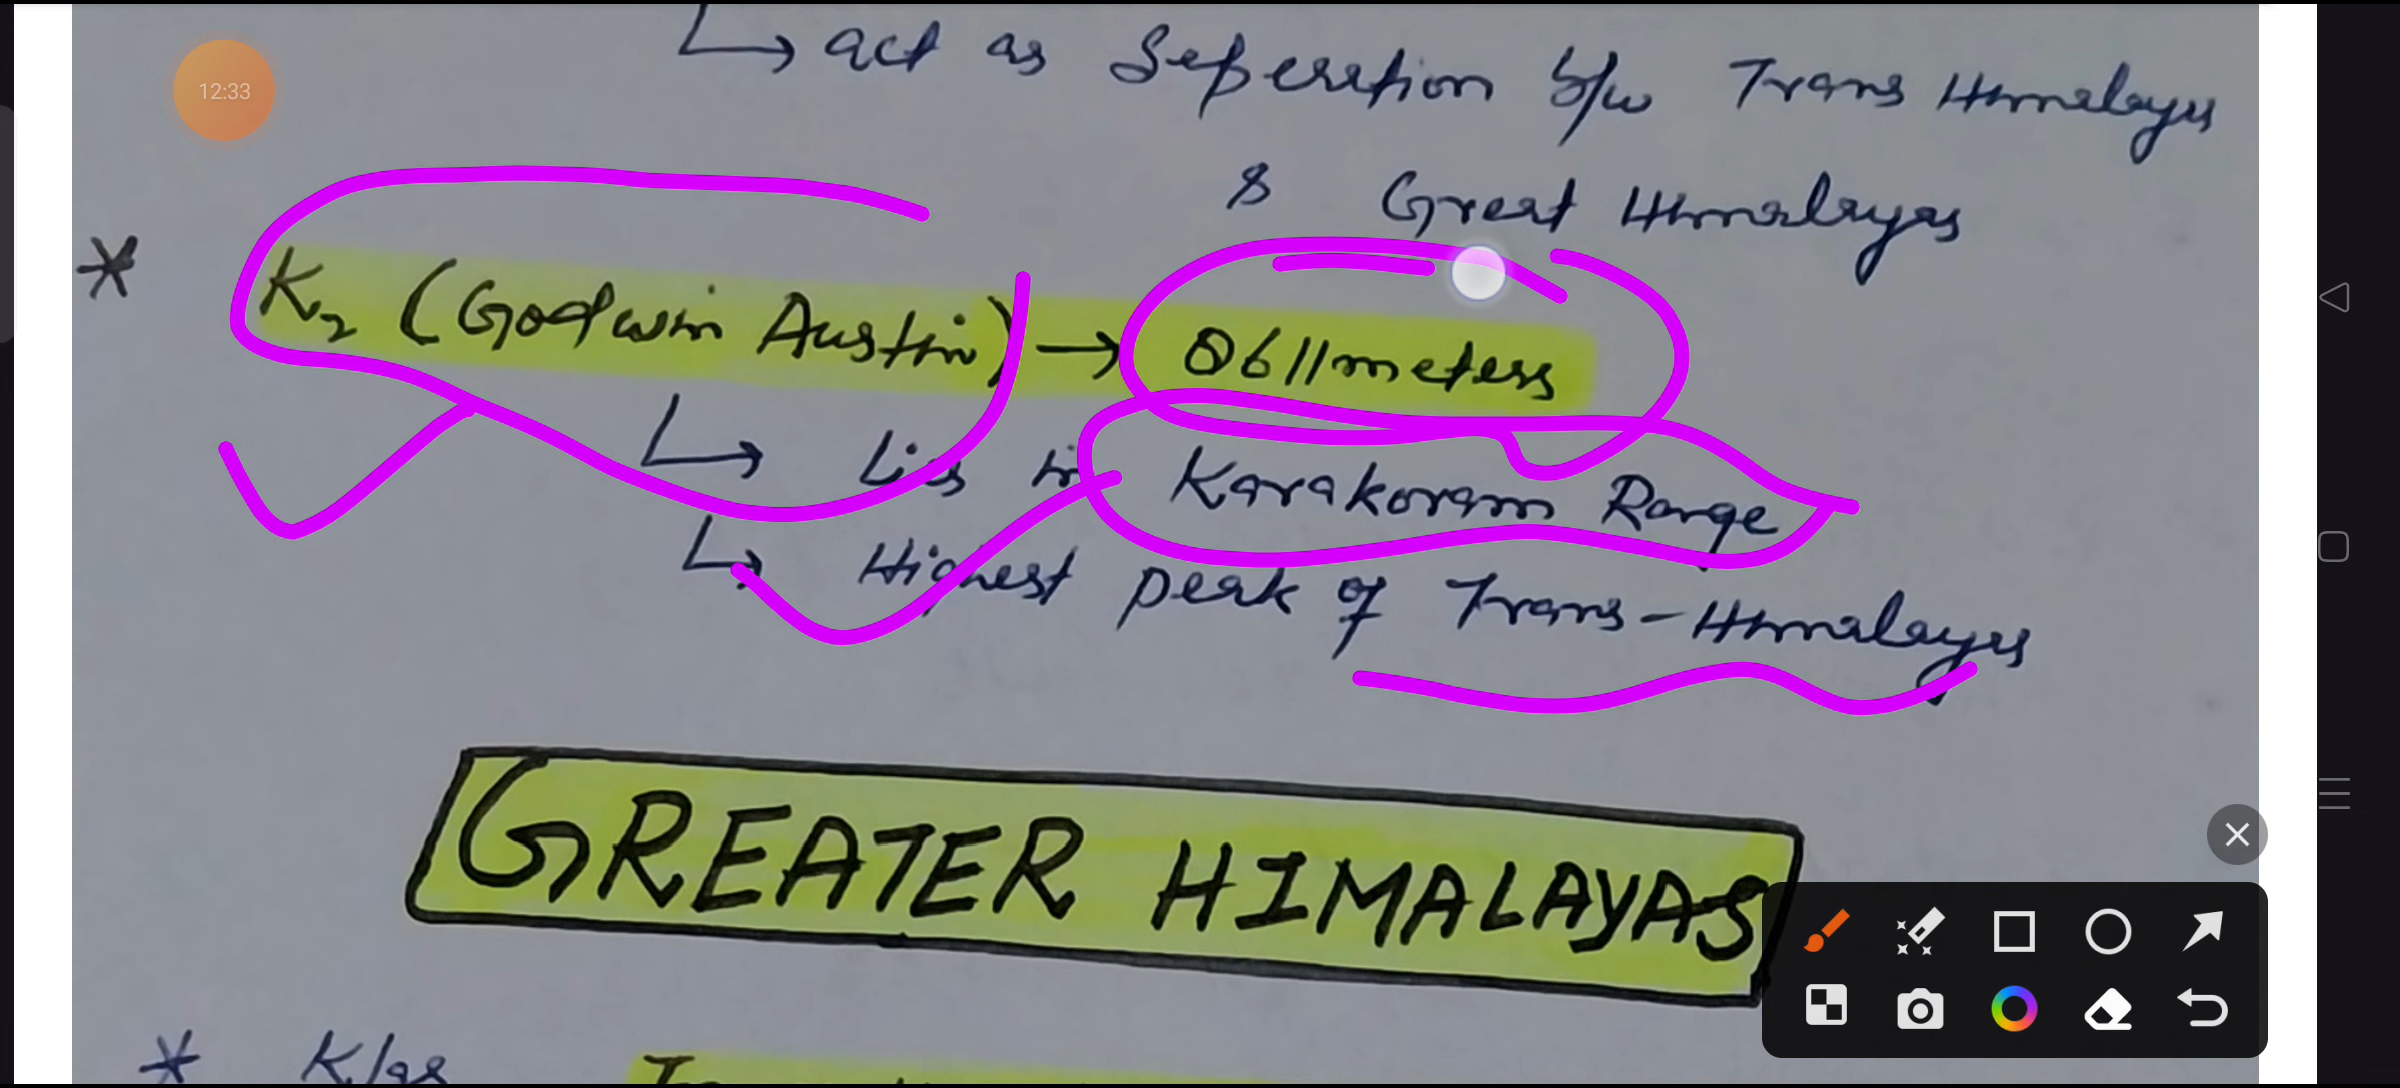 ↳ act as Seperation b/w Trans Himalayas
12:33
& Great Himalayas
* K2 (Godwin Austin) → 8611 meters
↳ Lies in Karakoram Range
↳ Highest peak of Trans-Himalayas
GREATER HIMALAYAS
* K/as